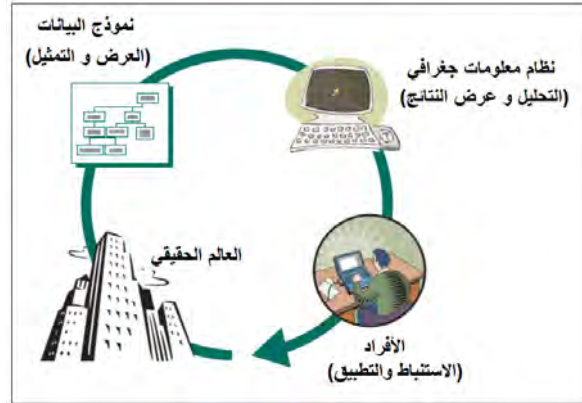 نموذج البيانات
(العرض و التمثيل)
نظام معلومات جغرافي
(التحليل و عرض النتائج)
العالم الحقيقي
الأفراد
(الاستنباط والتطبيق)